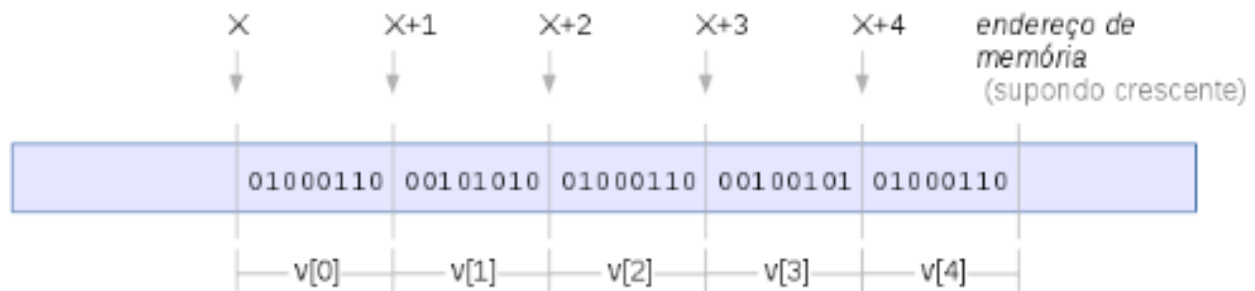 X X+1 X+2 X+3 X+4 endereço de
memória
(supondo crescente)
01000110 00101010 01000110 00100101 01000110
v[0] v[1] v[2] v[3] v[4]